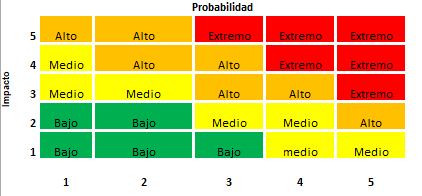 Probabilidad
Impacto
5 Alto Alto Extremo Extremo Extremo
4 Medio Alto Alto Extremo Extremo
3 Medio Medio Alto Alto Extremo
2 Bajo Bajo Medio Medio Alto
1 Bajo Bajo Bajo medio Medio
1 2 3 4 5